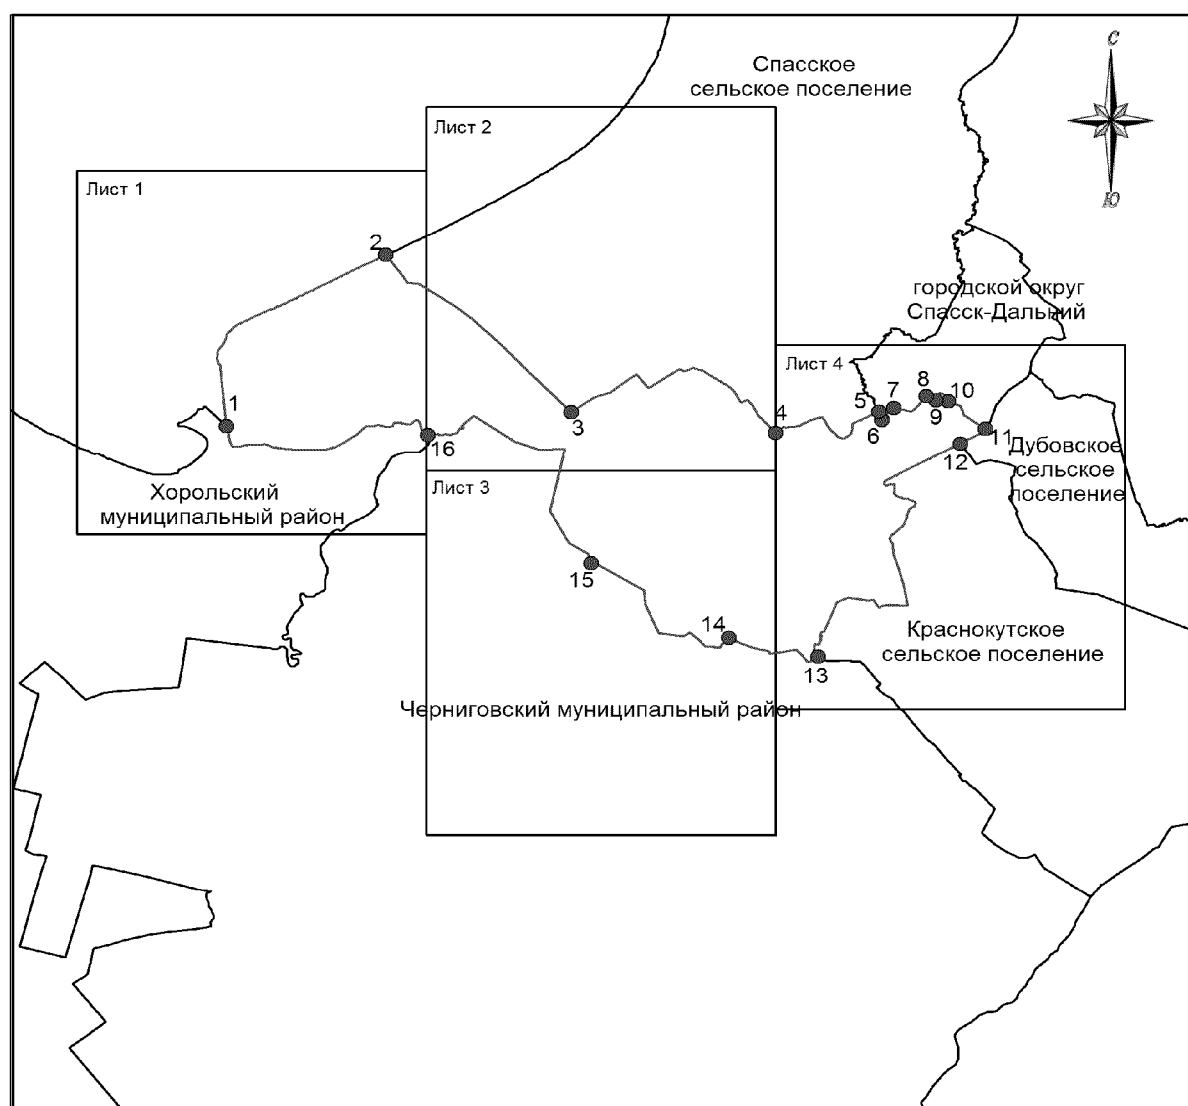 Спасское
сельское поселение
С
Ю
Лист 2
Лист 1
2
городской округ
Спасск-Дальний
Лист 4
1
3
4
5
6
7
8
9
10
11
12
16
Дубовское
сельское
поселение
Хорольский
муниципальный район
Лист 3
15
14
13
Краснокутское
сельское поселение
Черниговский муниципальный район